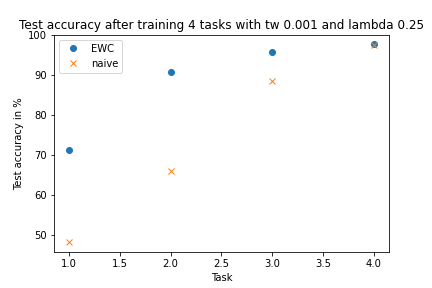 Test accuracy after training 4 tasks with tw 0.001 and lambda 0.25
EWC
naive
Test accuracy in %
100
90
80
70
60
50
1.0 1.5 2.0 2.5 3.0 3.5 4.0
Task